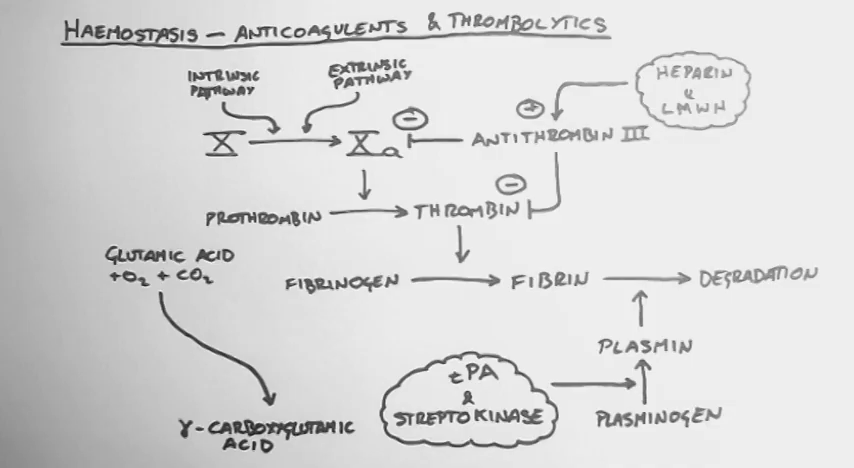 HAEMOSTASIS – ANTICOAGULENTS & THROMBOLYTICS
INTRINSIC
PATHWAY
EXTRINSIC
PATHWAY
HEPARIN
&
LMWH
X
Xa
ANTITHROMBIN III
+
−
−
PROTHROMBIN
THROMBIN
GLUTAMIC ACID
+O₂ + CO₂
FIBRINOGEN
FIBRIN
DEGRADATION
PLASMIN
tPA
&
STREPTOKINASE
PLASMINOGEN
γ-CARBOXYGLUTAMIC
ACID